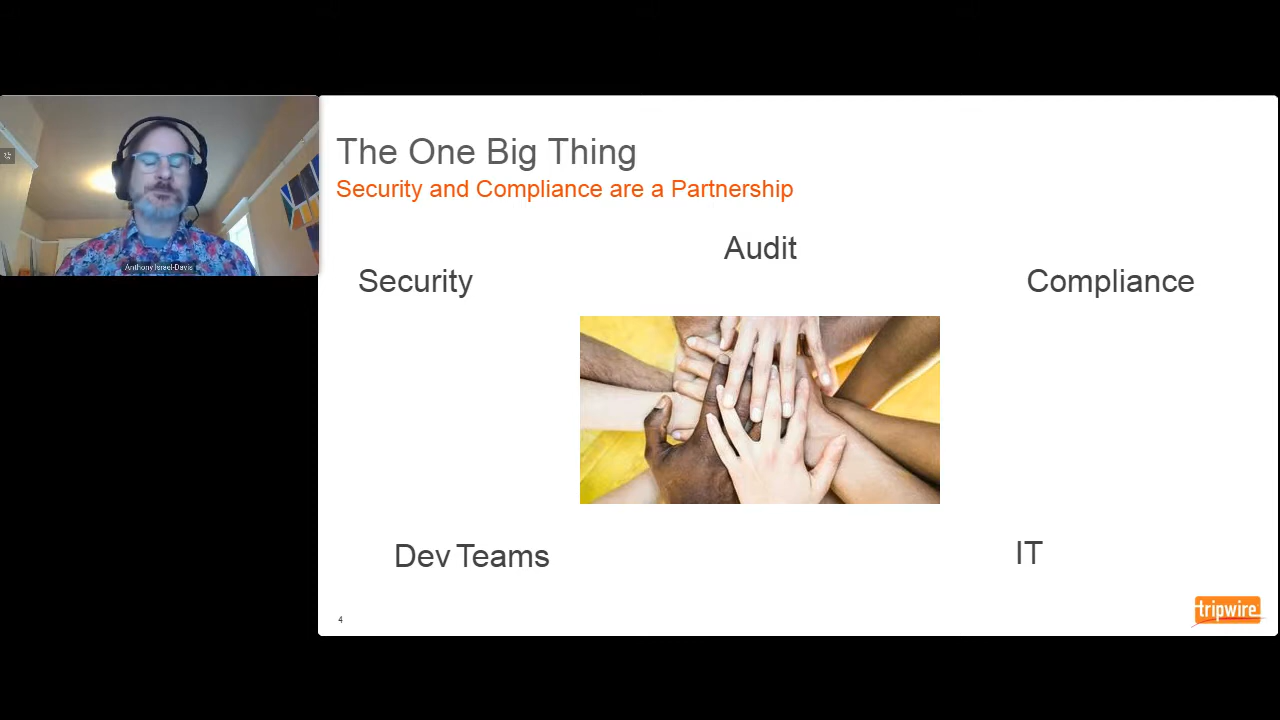 The One Big Thing
Security and Compliance are a Partnership
Audit
Security
Compliance
Dev Teams
IT
4
tripwire
Anthony Israel-Davis